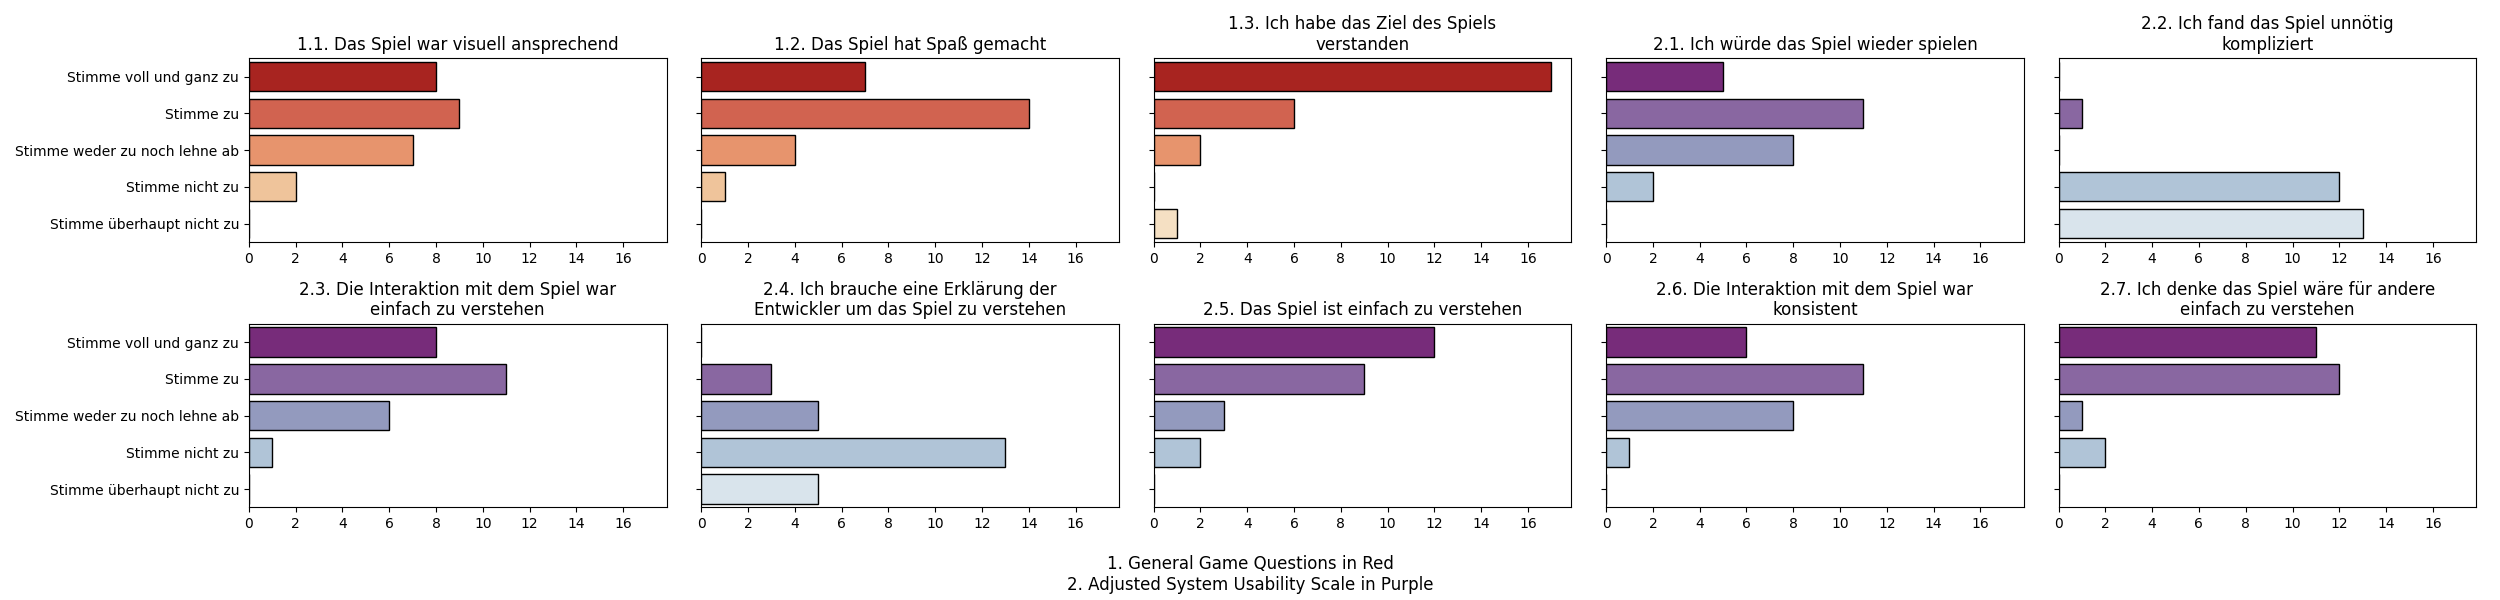 1.1. Das Spiel war visuell ansprechend
Stimme voll und ganz zu
Stimme zu
Stimme weder zu noch lehne ab
Stimme nicht zu
Stimme überhaupt nicht zu
0 2 4 6 8 10 12 14 16
1.2. Das Spiel hat Spaß gemacht
0 2 4 6 8 10 12 14 16
1.3. Ich habe das Ziel des Spiels
verstanden
0 2 4 6 8 10 12 14 16
2.1. Ich würde das Spiel wieder spielen
0 2 4 6 8 10 12 14 16
2.2. Ich fand das Spiel unnötig
kompliziert
0 2 4 6 8 10 12 14 16
2.3. Die Interaktion mit dem Spiel war
einfach zu verstehen
Stimme voll und ganz zu
Stimme zu
Stimme weder zu noch lehne ab
Stimme nicht zu
Stimme überhaupt nicht zu
0 2 4 6 8 10 12 14 16
2.4. Ich brauche eine Erklärung der
Entwickler um das Spiel zu verstehen
0 2 4 6 8 10 12 14 16
2.5. Das Spiel ist einfach zu verstehen
0 2 4 6 8 10 12 14 16
2.6. Die Interaktion mit dem Spiel war
konsistent
0 2 4 6 8 10 12 14 16
2.7. Ich denke das Spiel wäre für andere
einfach zu verstehen
0 2 4 6 8 10 12 14 16
1. General Game Questions in Red
2. Adjusted System Usability Scale in Purple